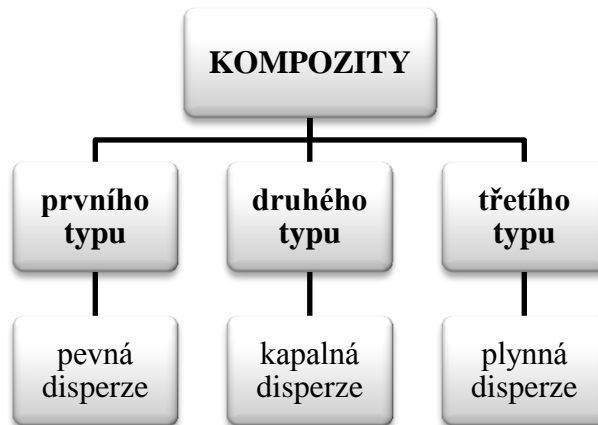 KOMPOZITY
prvního
typu
druhého
typu
třetího
typu
pevná
disperze
kapalná
disperze
plynná
disperze